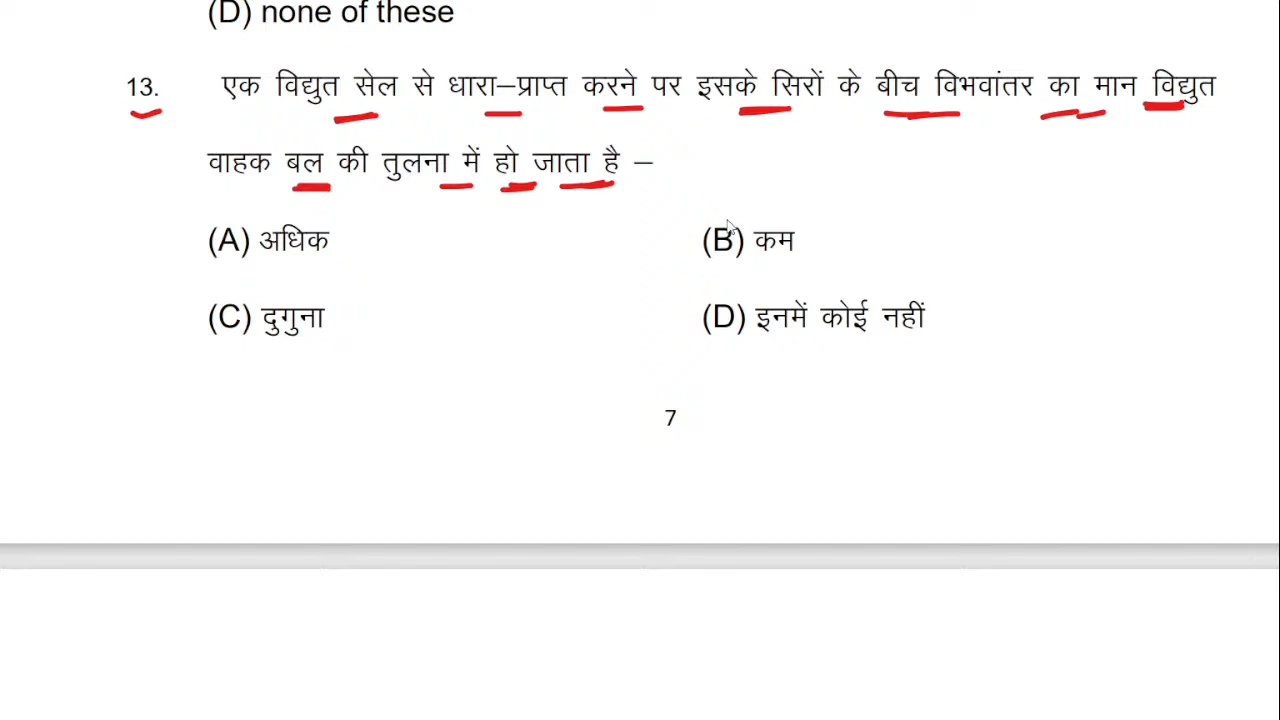 (D) none of these
13. एक विद्युत सेल से धारा–प्राप्त करने पर इसके सिरों के बीच विभवांतर का मान विद्युत
वाहक बल की तुलना में हो जाता है –
(A) अधिक (B) कम
(C) दुगुना (D) इनमें कोई नहीं
7